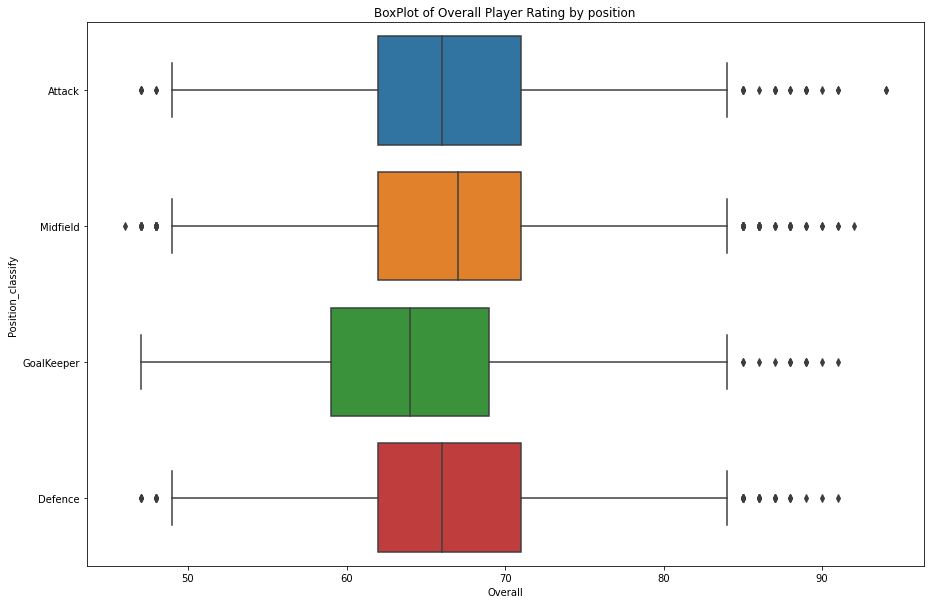 BoxPlot of Overall Player Rating by position
Attack
Midfield
GoalKeeper
Defence
Position_classify
50 60 70 80 90
Overall